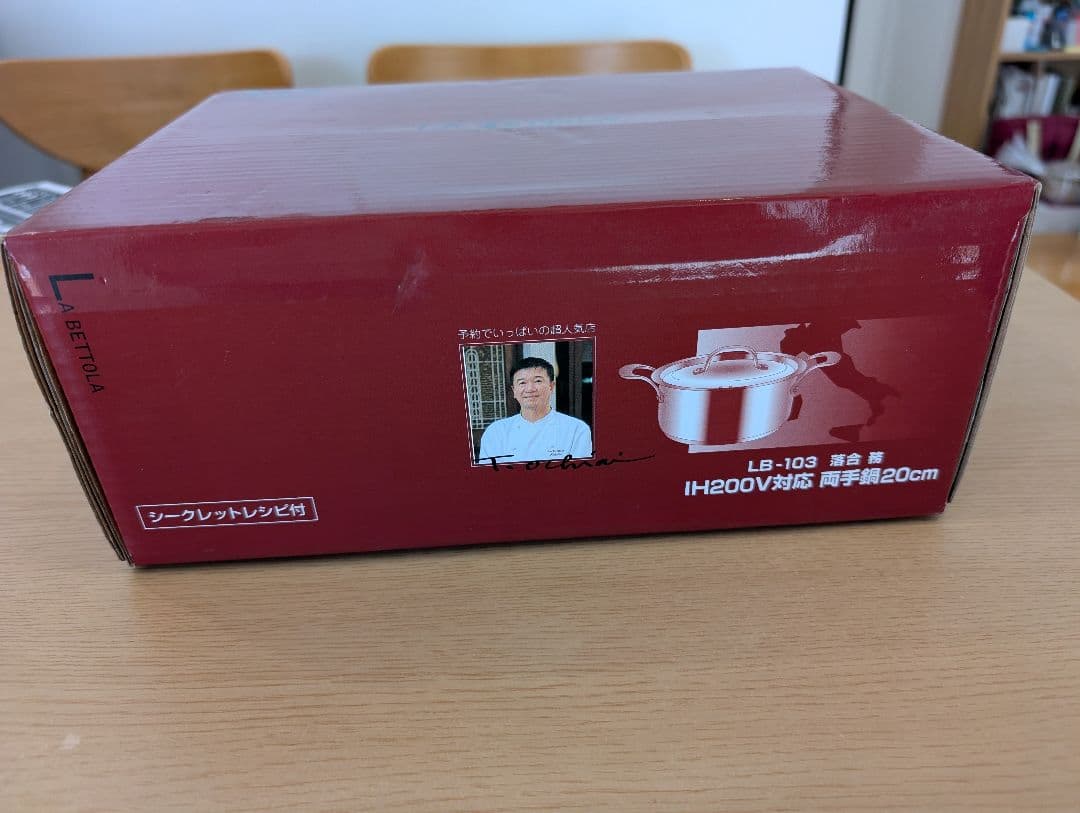 LA BETTOLA
予約でいっぱいの超人気店
T. Ochiai
LB-103 落合 務
IH200V対応 両手鍋20cm
シークレットレシピ付